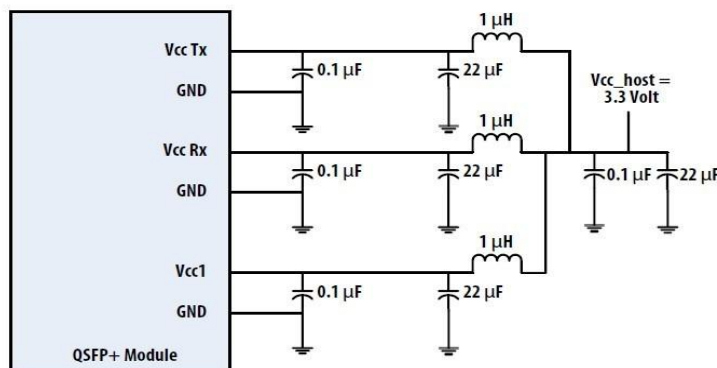 1 μH
Vcc Tx
0.1 μF
22 μF
GND
Vcc_host =
3.3 Volt
1 μH
Vcc Rx
0.1 μF
22 μF
0.1 μF
22 μF
GND
1 μH
Vcc1
0.1 μF
22 μF
GND
QSFP+ Module